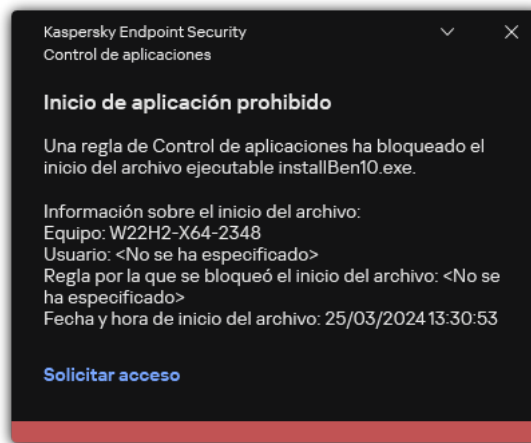 Kaspersky Endpoint Security
Control de aplicaciones
Inicio de aplicación prohibido
Una regla de Control de aplicaciones ha bloqueado el
inicio del archivo ejecutable installBen10.exe.
Información sobre el inicio del archivo:
Equipo: W22H2-X64-2348
Usuario: <No se ha especificado>
Regla por la que se bloqueó el inicio del archivo: <No se
ha especificado>
Fecha y hora de inicio del archivo: 25/03/2024 13:30:53
Solicitar acceso